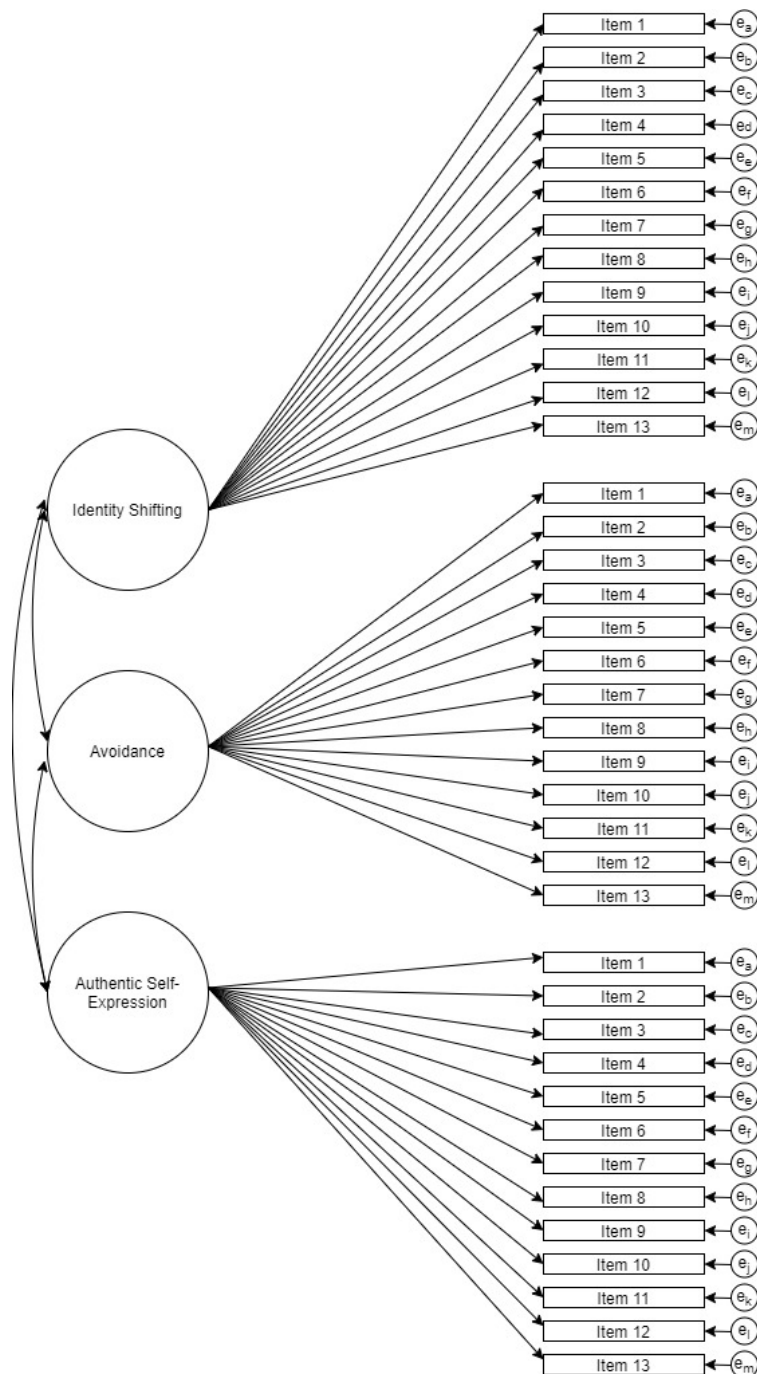 Item 1 e_a
Item 2 e_b
Item 3 e_c
Item 4 e_d
Item 5 e_e
Item 6 e_f
Item 7 e_g
Item 8 e_h
Item 9 e_i
Item 10 e_j
Item 11 e_k
Item 12 e_l
Item 13 e_m
Identity Shifting
Item 1 e_a
Item 2 e_b
Item 3 e_c
Item 4 e_d
Item 5 e_e
Item 6 e_f
Item 7 e_g
Item 8 e_h
Item 9 e_i
Item 10 e_j
Item 11 e_k
Item 12 e_l
Item 13 e_m
Avoidance
Item 1 e_a
Item 2 e_b
Item 3 e_c
Item 4 e_d
Item 5 e_e
Item 6 e_f
Item 7 e_g
Item 8 e_h
Item 9 e_i
Item 10 e_j
Item 11 e_k
Item 12 e_l
Item 13 e_m
Authentic Self-
Expression